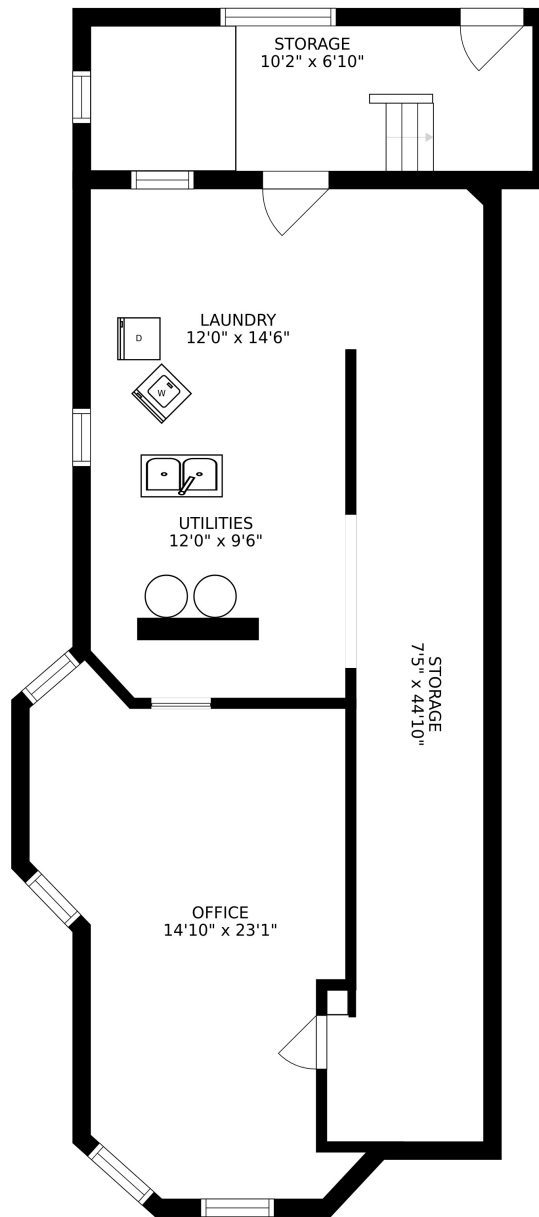 STORAGE
10'2" x 6'10"
LAUNDRY
12'0" x 14'6"
D
W
UTILITIES
12'0" x 9'6"
STORAGE
7'5" x 44'10"
OFFICE
14'10" x 23'1"